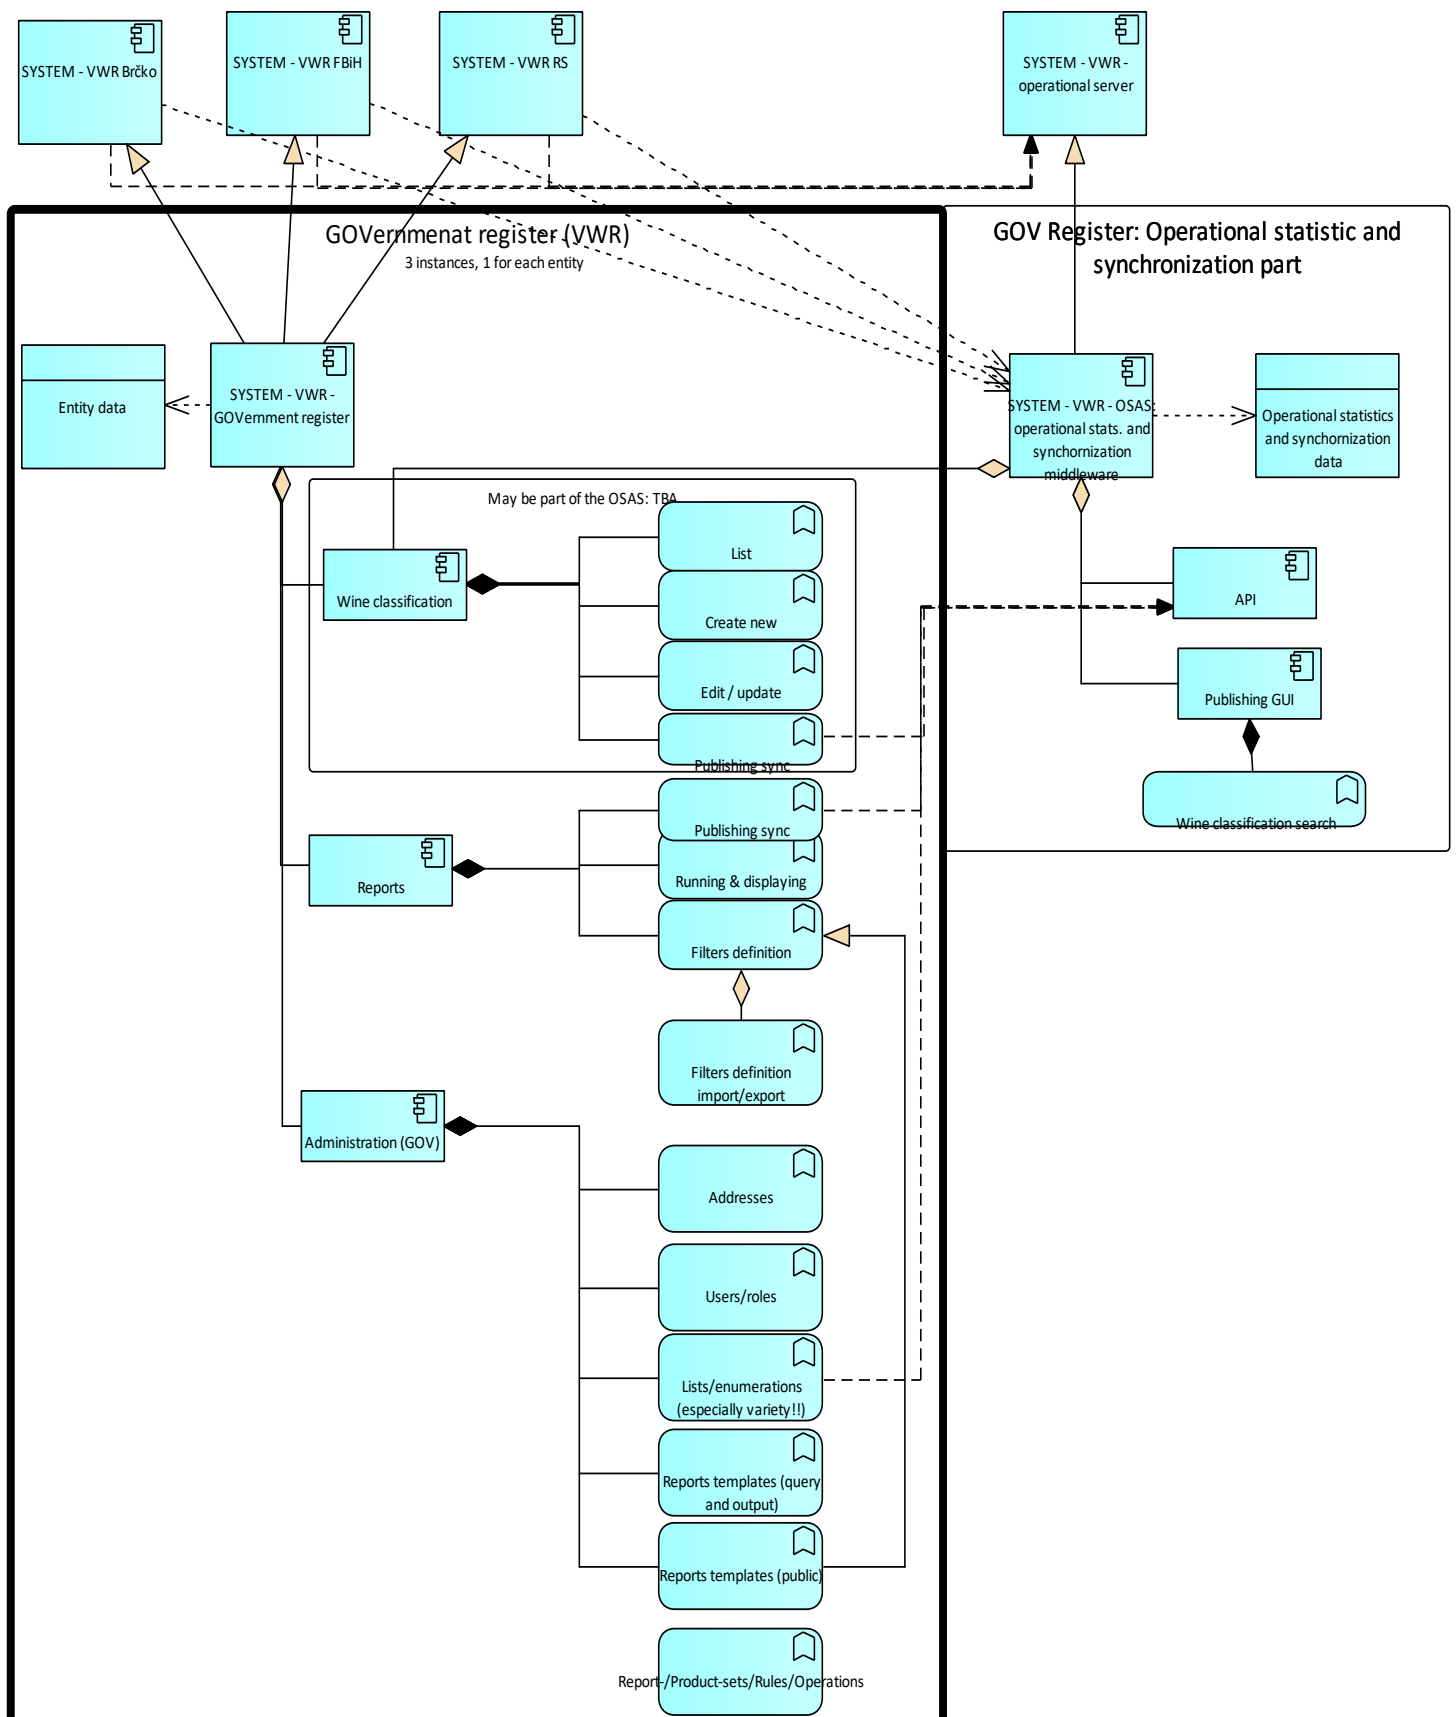 SYSTEM - VWR Brčko
SYSTEM - VWR FBiH
SYSTEM - VWR RS
SYSTEM - VWR -
operational server
GOVernmenat register (VWR)
3 instances, 1 for each entity
GOV Register: Operational statistic and
synchronization part
Entity data
SYSTEM - VWR -
GOVernment register
SYSTEM - VWR - OSAS:
operational stats. and
synchornization
middleware
Operational statistics
and synchornization
data
May be part of the OSAS: TBA
List
Wine classification
Create new
Edit / update
Publishing sync
API
Publishing GUI
Wine classification search
Publishing sync
Running & displaying
Reports
Filters definition
Filters definition
import/export
Administration (GOV)
Addresses
Users/roles
Lists/enumerations
(especially variety!!)
Reports templates (query
and output)
Reports templates (public)
Report-/Product-sets/Rules/Operations